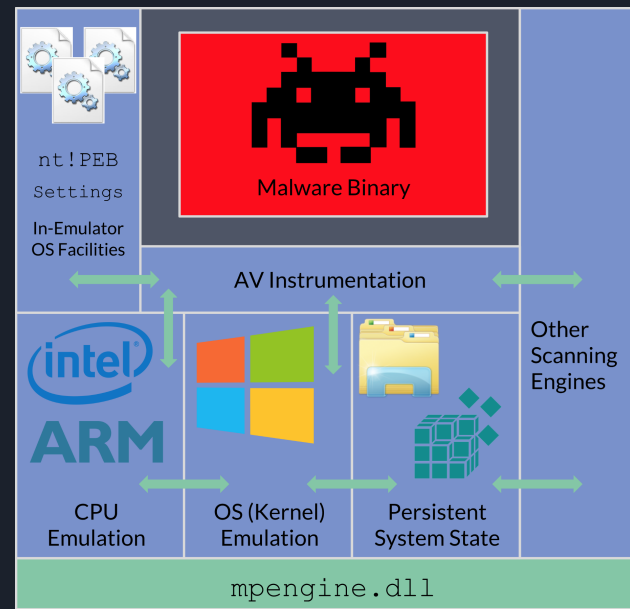 nt!PEB
Settings
In-Emulator
OS Facilities
Malware Binary
AV Instrumentation
Other
Scanning
Engines
intel®
ARM
CPU
Emulation
OS (Kernel)
Emulation
Persistent
System State
mpengine.dll